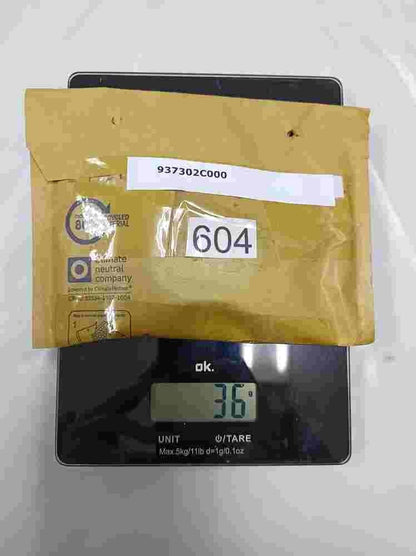 937302C000
80
604
Climate
neutral
company
ok.
36 g
UNIT
⏻/TARE
Max.5kg/11lb d=1g/0.1oz